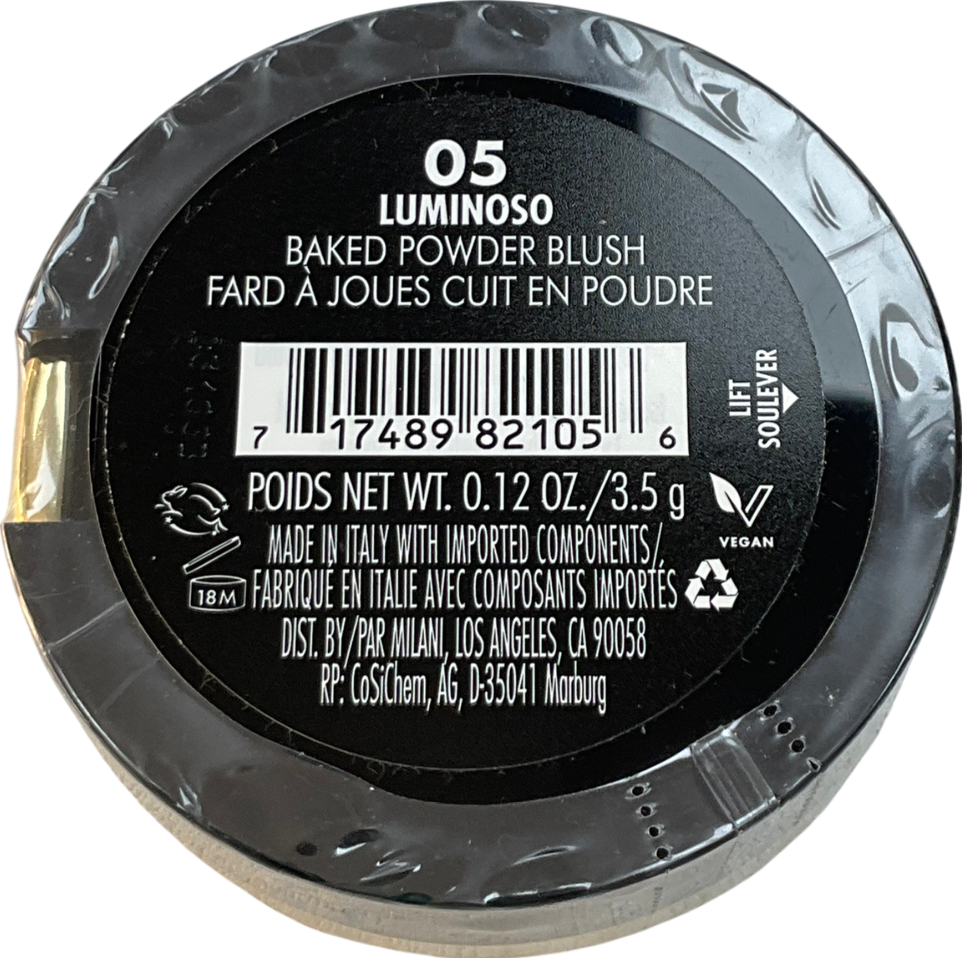 05
LUMINOSO
BAKED POWDER BLUSH
FARD À JOUES CUIT EN POUDRE
7 17489 82105 6
LIFT
SOULEVER
POIDS NET WT. 0.12 OZ./3.5 g
VEGAN
MADE IN ITALY WITH IMPORTED COMPONENTS/
18M
FABRIQUÉ EN ITALIE AVEC COMPOSANTS IMPORTÉS
DIST. BY/PAR MILANI, LOS ANGELES, CA 90058
RP: CoSiChem, AG, D-35041 Marburg